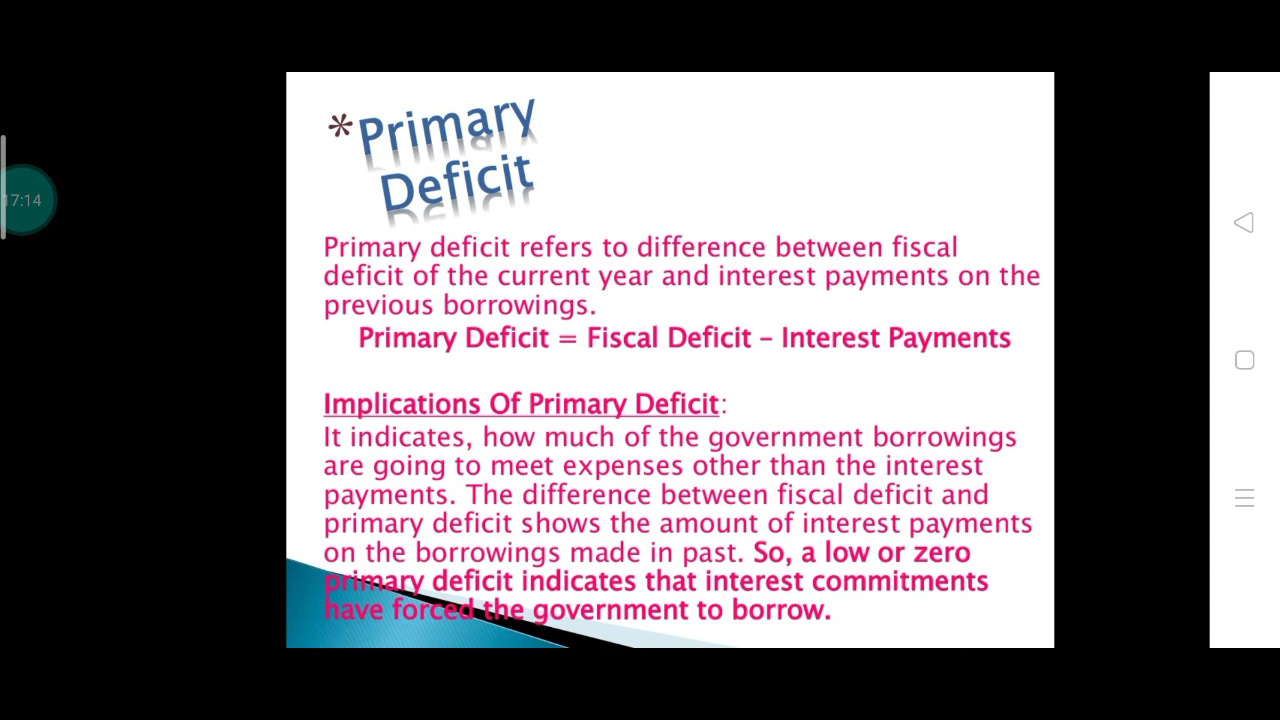 17:14
*Primary
Deficit
Primary deficit refers to difference between fiscal
deficit of the current year and interest payments on the
previous borrowings.
Primary Deficit = Fiscal Deficit – Interest Payments
Implications Of Primary Deficit:
It indicates, how much of the government borrowings
are going to meet expenses other than the interest
payments. The difference between fiscal deficit and
primary deficit shows the amount of interest payments
on the borrowings made in past. So, a low or zero
primary deficit indicates that interest commitments
have forced the government to borrow.